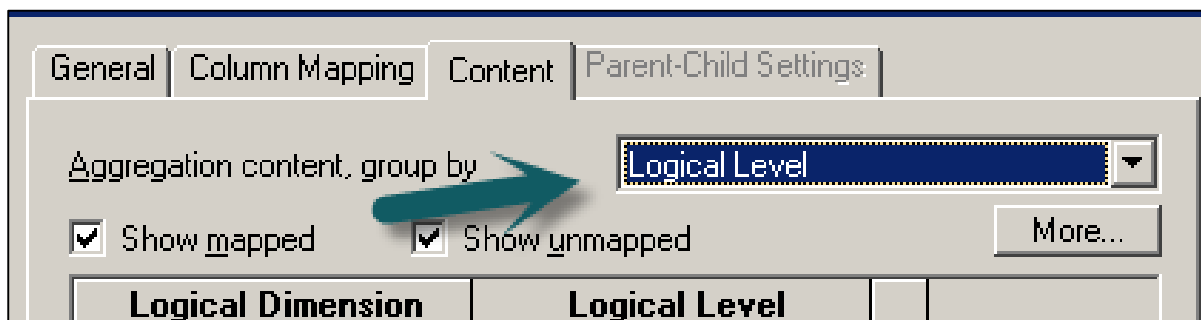 General Column Mapping Content Parent-Child Settings
Aggregation content, group by Logical Level
Show mapped Show unmapped More...
Logical Dimension Logical Level